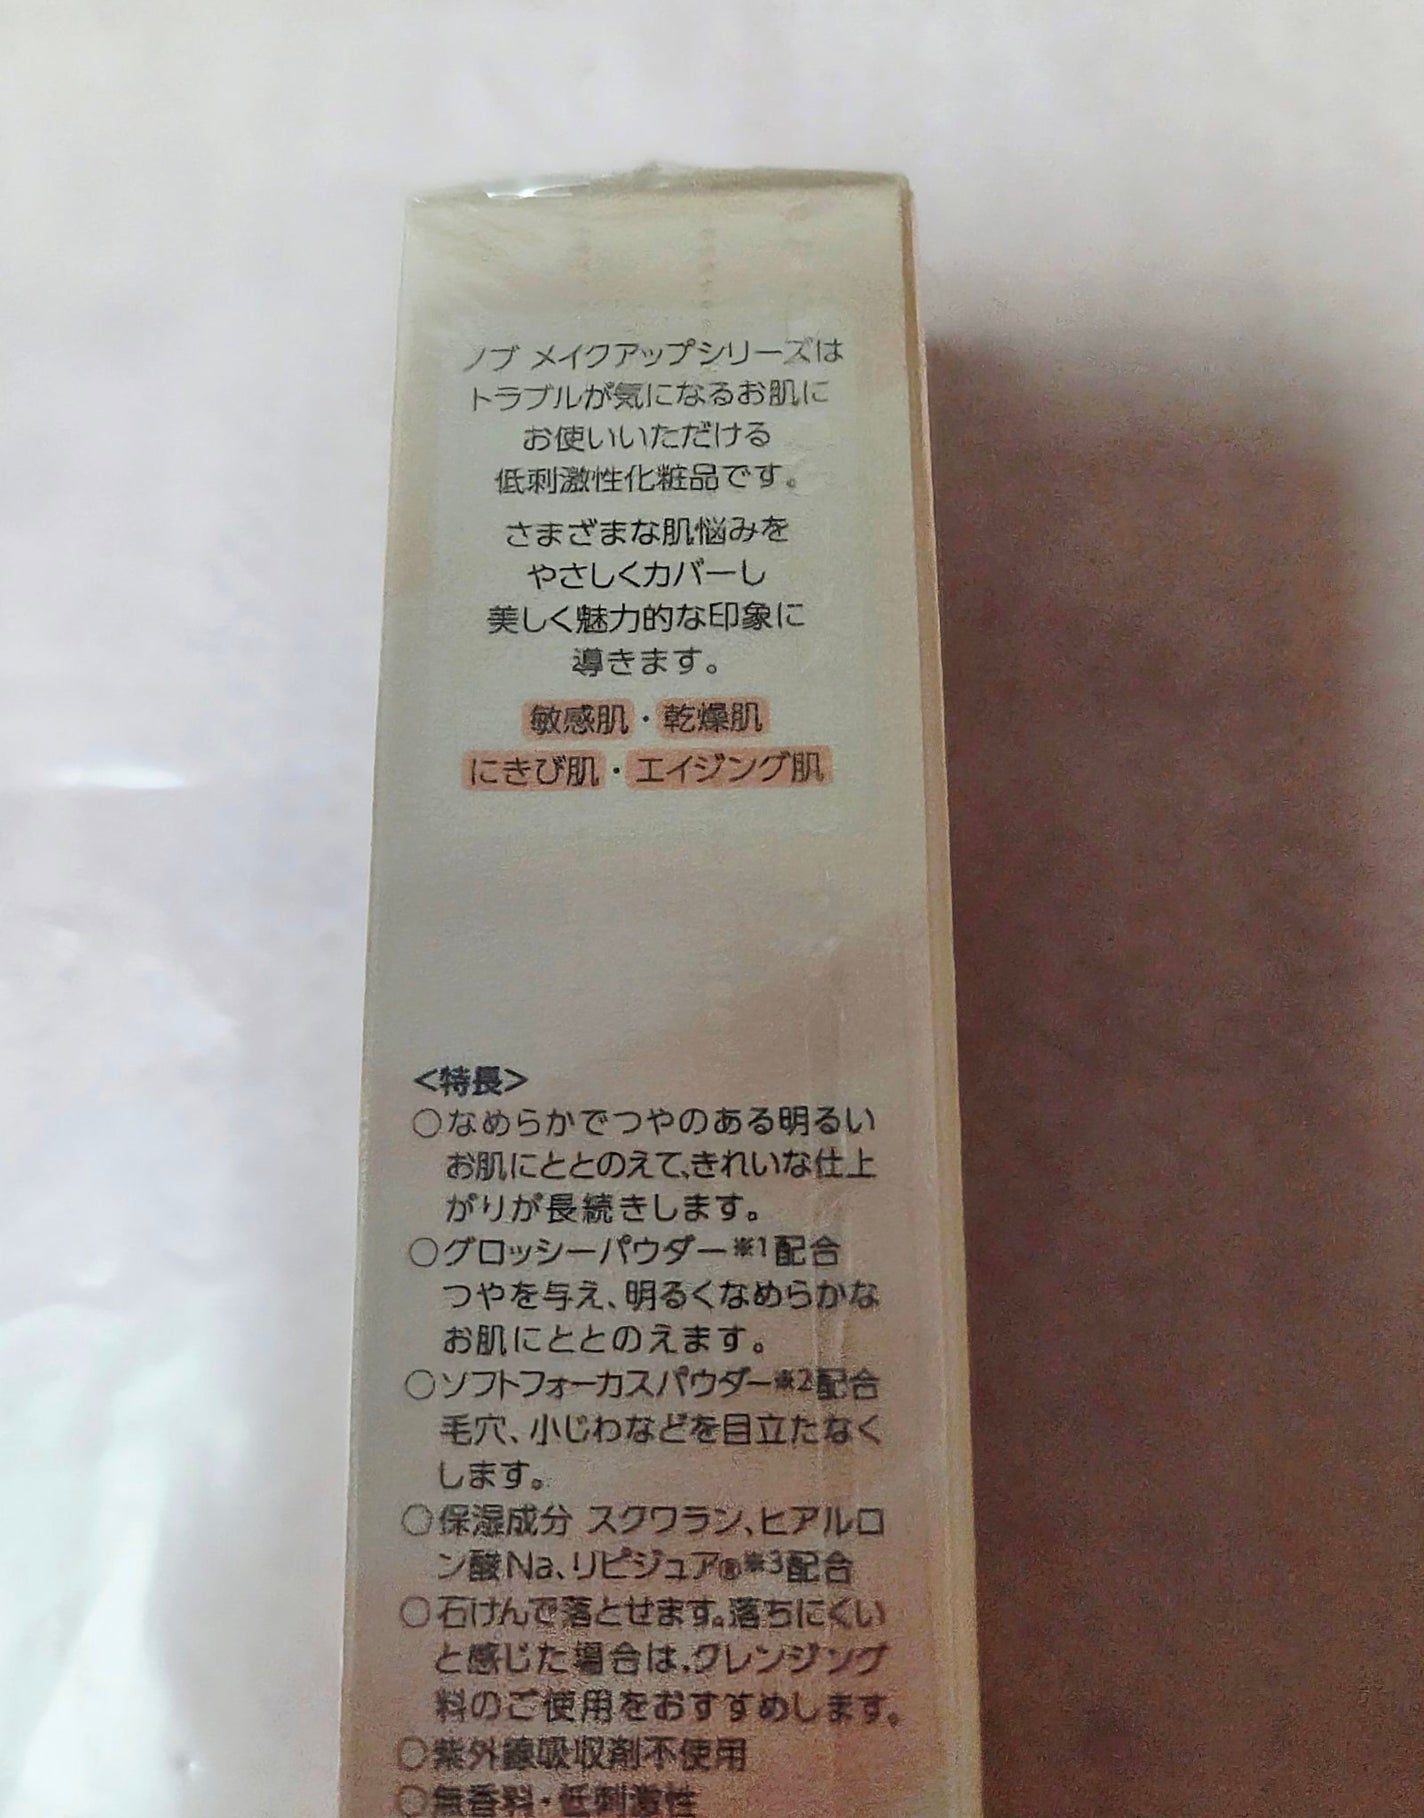 ノブ メイクアップシリーズは
トラブルが気になるお肌に
お使いいただける
低刺激性化粧品です。
さまざまな肌悩みを
やさしくカバーし
美しく魅力的な印象に
導きます。
敏感肌・乾燥肌
にきび肌・エイジング肌
<特長>
○なめらかでつやのある明るい
お肌にととのえて、きれいな仕上
がりが長続きします。
○グロッシーパウダー※1配合
つやを与え、明るくなめらかな
お肌にととのえます。
○ソフトフォーカスパウダー※2配合
毛穴、小じわなどを目立たなく
します。
○保湿成分 スクワラン、ヒアルロ
ン酸Na、リピジュア®※3配合
○石けんで落とせます。落ちにくい
と感じた場合は、クレンジング
料のご使用をおすすめします。
○紫外線吸収剤不使用
○無香料・低刺激性